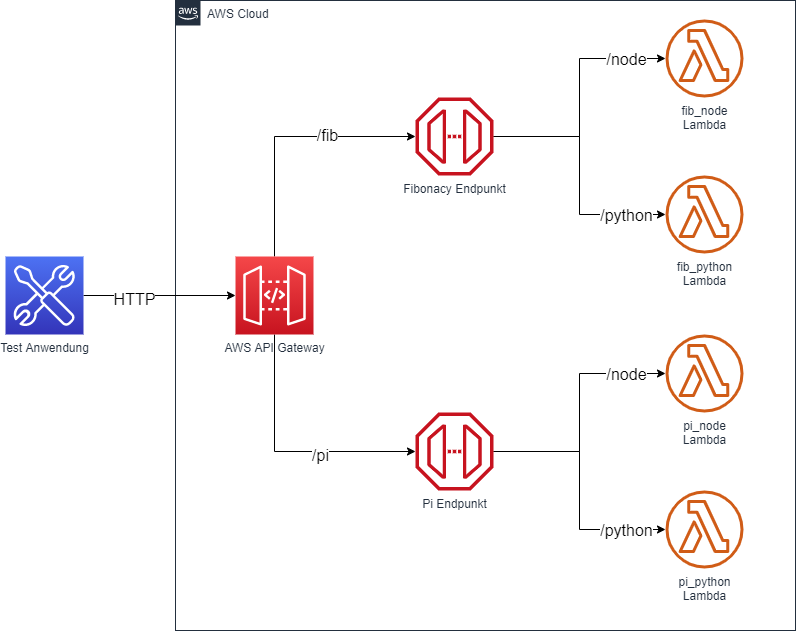 aws
AWS Cloud
/node
fib_node
Lambda
/fib
Fibonacy Endpunkt
/python
fib_python
Lambda
HTTP
</>
Test Anwendung
AWS API Gateway
/node
pi_node
Lambda
/pi
Pi Endpunkt
/python
pi_python
Lambda